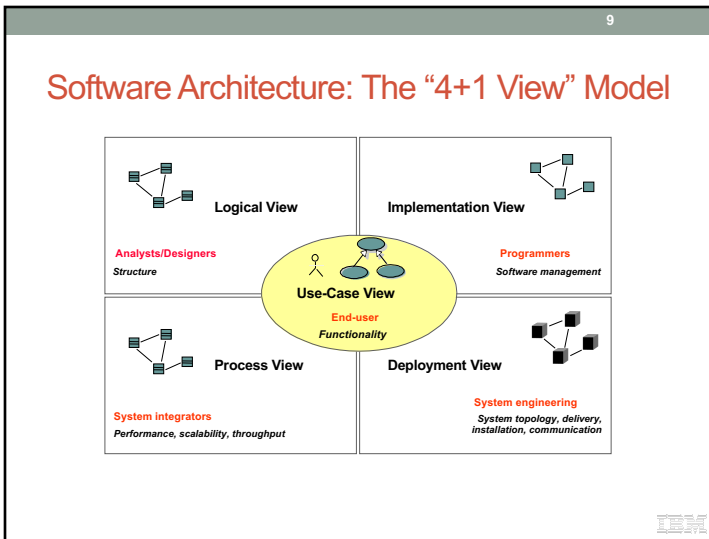 9
Software Architecture: The “4+1 View” Model
Logical View
Analysts/Designers
Structure
Implementation View
Programmers
Software management
Use-Case View
End-user
Functionality
Process View
System integrators
Performance, scalability, throughput
Deployment View
System engineering
System topology, delivery,
installation, communication
IBM